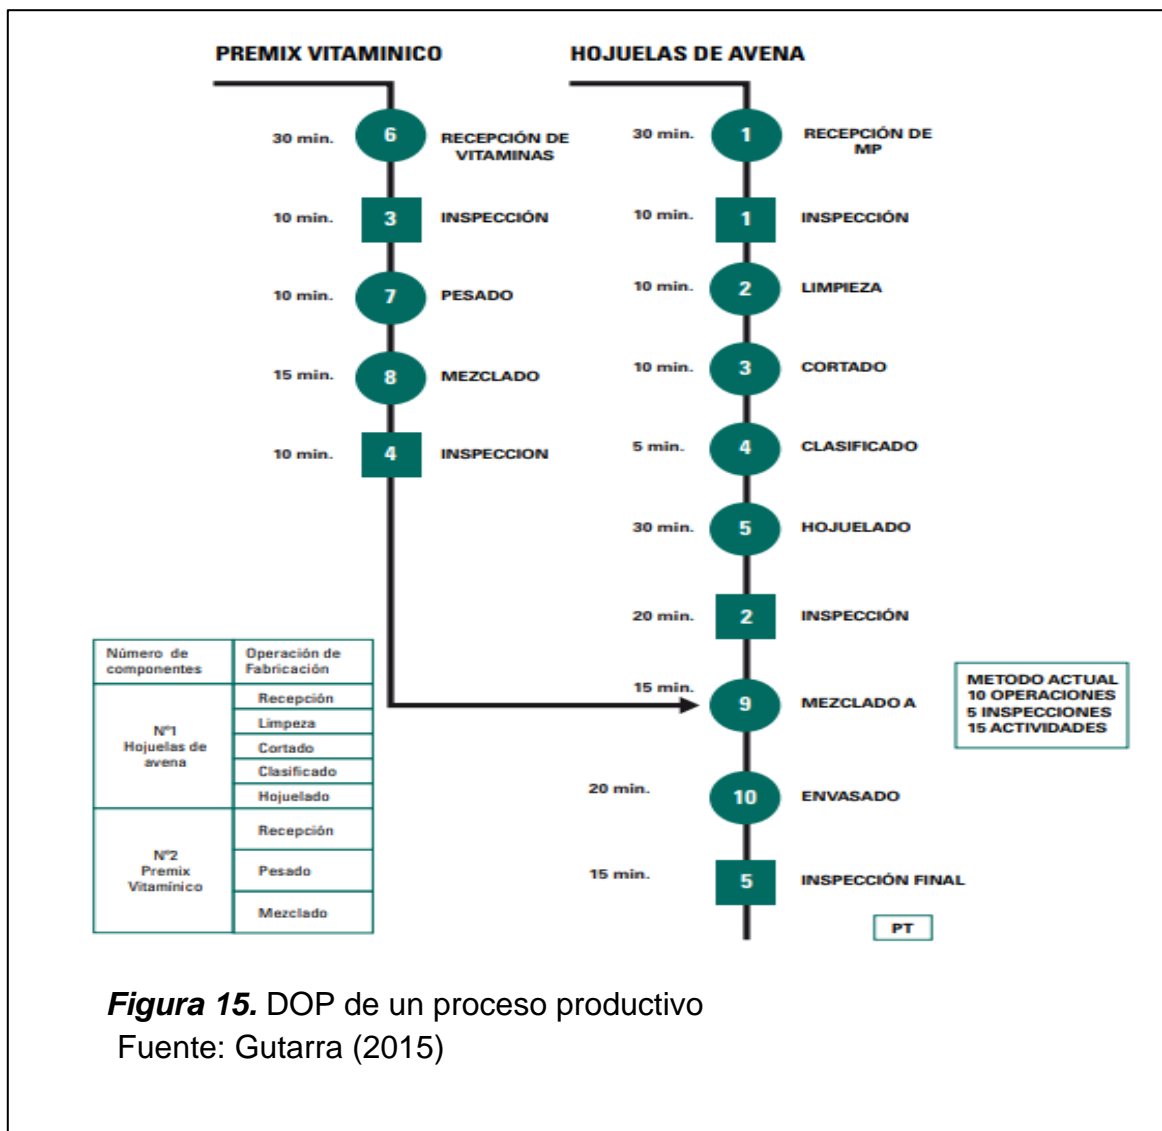 PREMIX VITAMINICO
30 min.
6
RECEPCIÓN DE
VITAMINAS
10 min.
3
INSPECCIÓN
10 min.
7
PESADO
15 min.
8
MEZCLADO
10 min.
4
INSPECCION
HOJUELAS DE AVENA
30 min.
1
RECEPCIÓN DE
MP
10 min.
1
INSPECCIÓN
10 min.
2
LIMPIEZA
10 min.
3
CORTADO
5 min.
4
CLASIFICADO
30 min.
5
HOJUELADO
20 min.
2
INSPECCIÓN
15 min.
9
MEZCLADO A
20 min.
10
ENVASADO
15 min.
5
INSPECCIÓN FINAL
PT
METODO ACTUAL
10 OPERACIONES
5 INSPECCIONES
15 ACTIVIDADES
Número de
componentes
Operación de
Fabricación
Nº1
Hojuelas de
avena
Recepción
Limpeza
Cortado
Clasificado
Hojuelado
Nº2
Premix
Vitamínico
Recepción
Pesado
Mezclado
Figura 15. DOP de un proceso productivo
Fuente: Gutarra (2015)